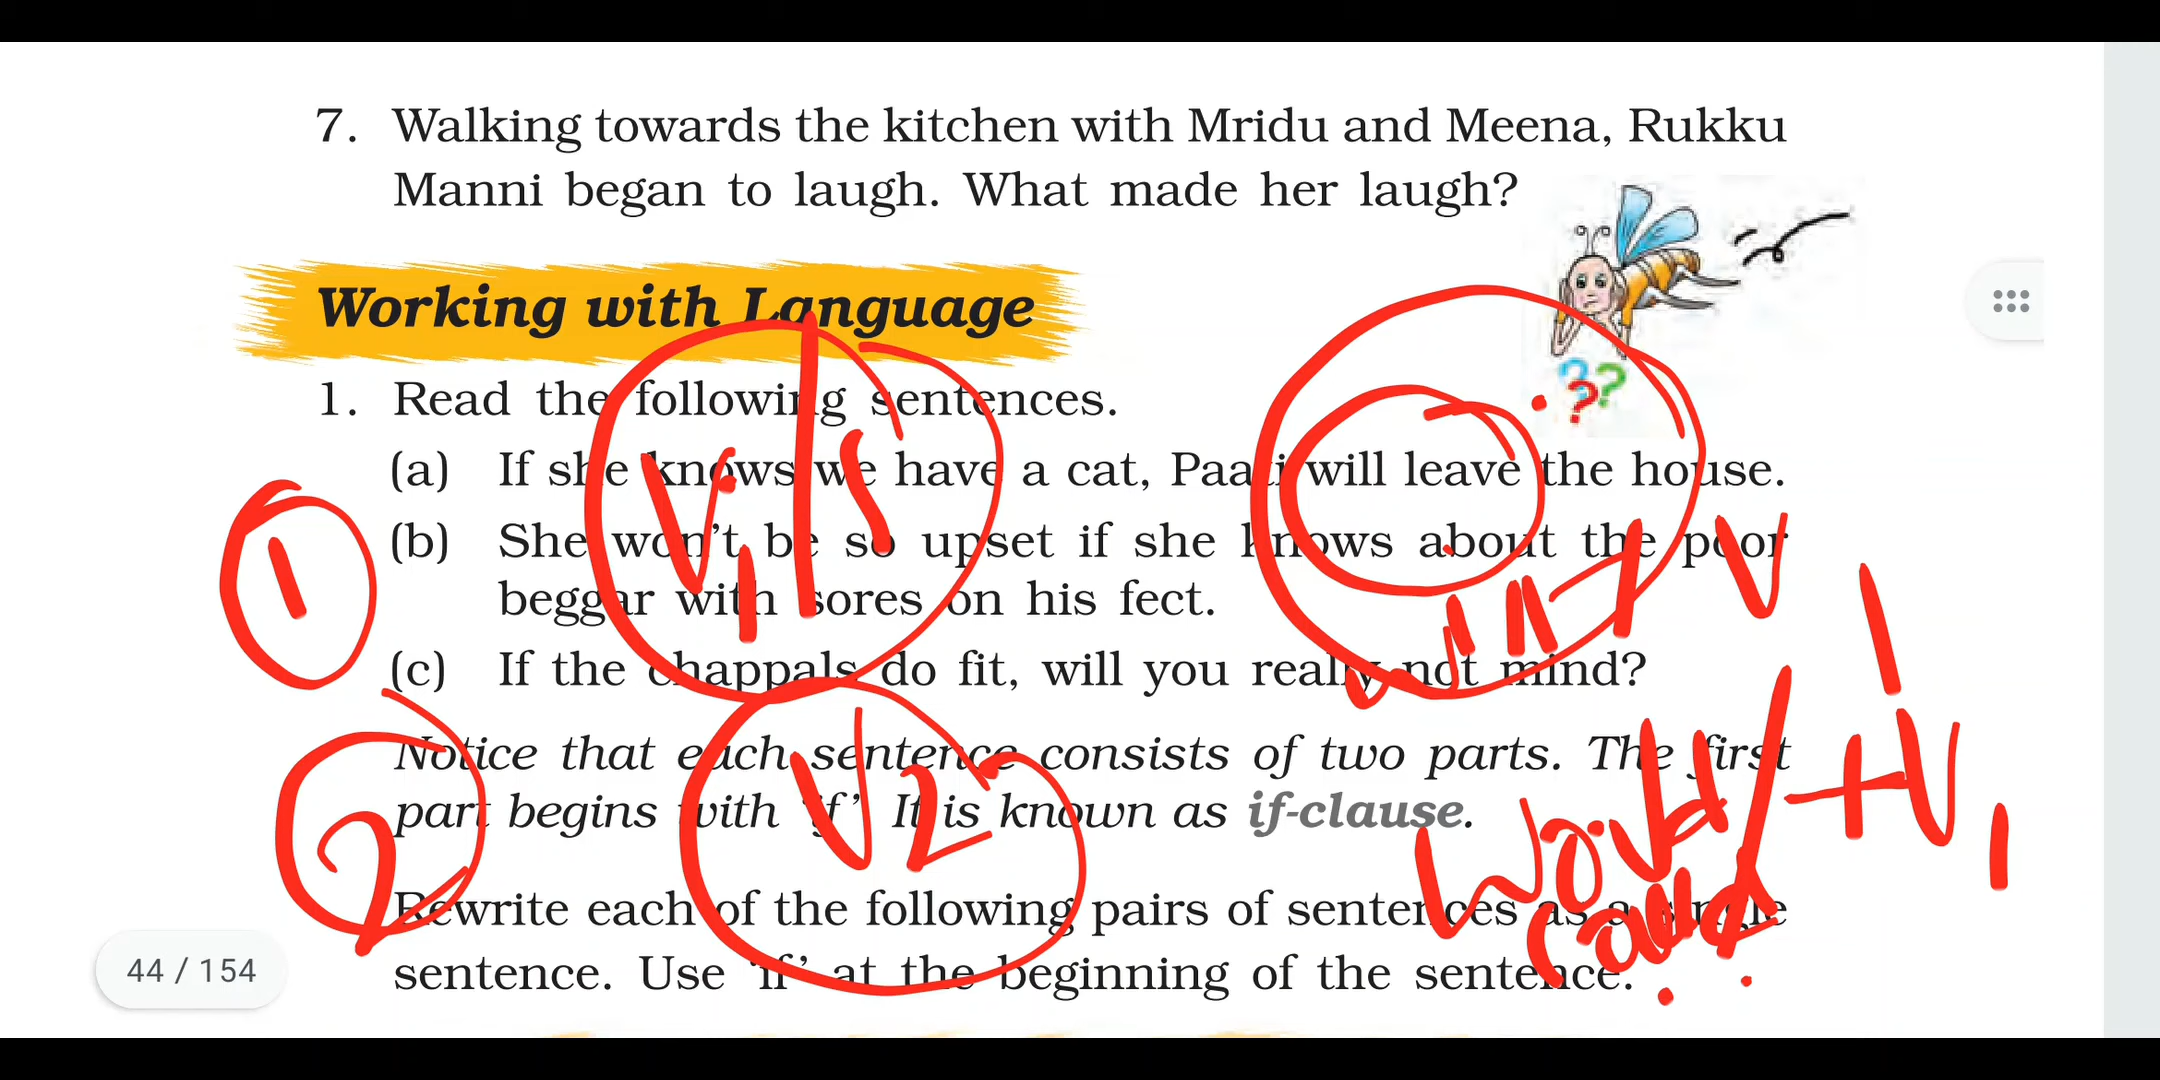 7. Walking towards the kitchen with Mridu and Meena, Rukku
Manni began to laugh. What made her laugh?
Working with Language
1. Read the following sentences.
(a) If she knows we have a cat, Paati will leave the house.
(b) She won't be so upset if she knows about the poor
beggar with sores on his fect.
(c) If the chappals do fit, will you really not mind?
Notice that each sentence consists of two parts. The first
part begins with 'if'. It is known as if-clause.
Rewrite each of the following pairs of sentences as a single
sentence. Use 'if' at the beginning of the sentence.
44 / 154
1
V1/s
will + V1
2
V2
would/ + V1
could
??
?